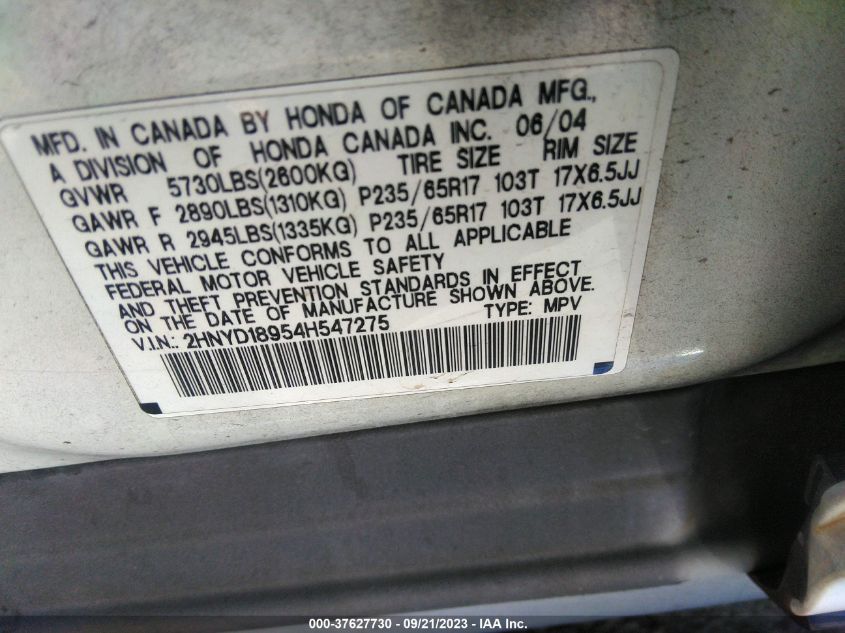 MFD. IN CANADA BY HONDA OF CANADA MFG.,
A DIVISION OF HONDA CANADA INC. 06/04
GVWR 5730LBS(2600KG) TIRE SIZE RIM SIZE
GAWR F 2890LBS(1310KG) P235/65R17 103T 17X6.5JJ
GAWR R 2945LBS(1335KG) P235/65R17 103T 17X6.5JJ
THIS VEHICLE CONFORMS TO ALL APPLICABLE
FEDERAL MOTOR VEHICLE SAFETY
AND THEFT PREVENTION STANDARDS IN EFFECT
ON THE DATE OF MANUFACTURE SHOWN ABOVE.
V.I.N.: 2HNYD18954H547275 TYPE: MPV
000-37627730 - 09/21/2023 - IAA Inc.